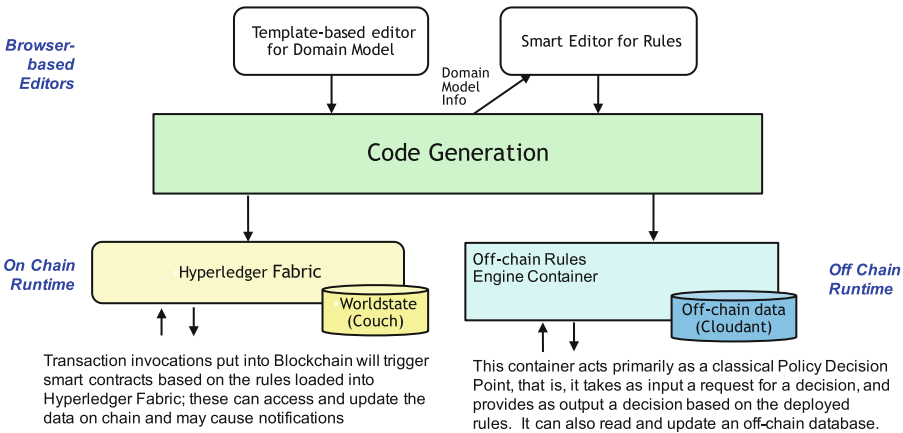 Template-based editor
for Domain Model
Smart Editor for Rules
Browser-
based
Editors
Domain
Model
Info
Code Generation
On Chain
Runtime
Hyperledger Fabric
Worldstate
(Couch)
Off-chain Rules
Engine Container
Off-chain data
(Cloudant)
Off Chain
Runtime
Transaction invocations put into Blockchain will trigger
smart contracts based on the rules loaded into
Hyperledger Fabric; these can access and update the
data on chain and may cause notifications
This container acts primarily as a classical Policy Decision
Point, that is, it takes as input a request for a decision, and
provides as output a decision based on the deployed
rules. It can also read and update an off-chain database.